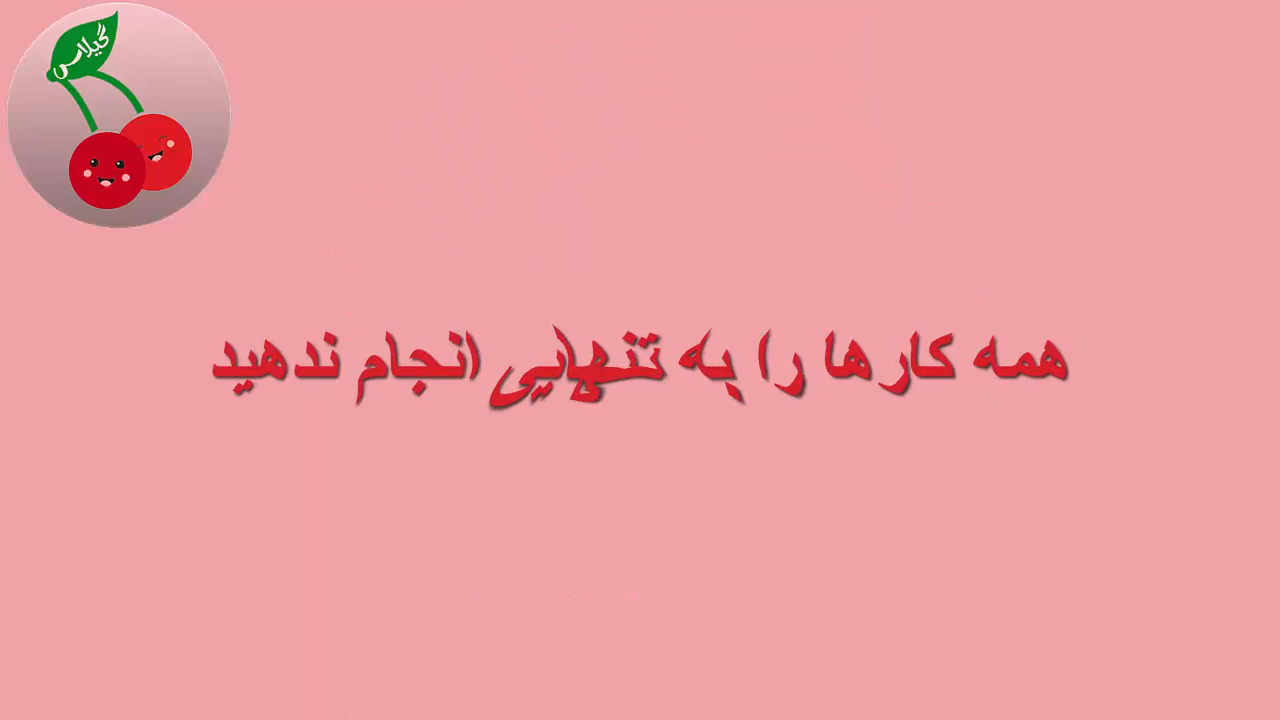 گیلاس
همه کارها را به تنهایی انجام ندهید